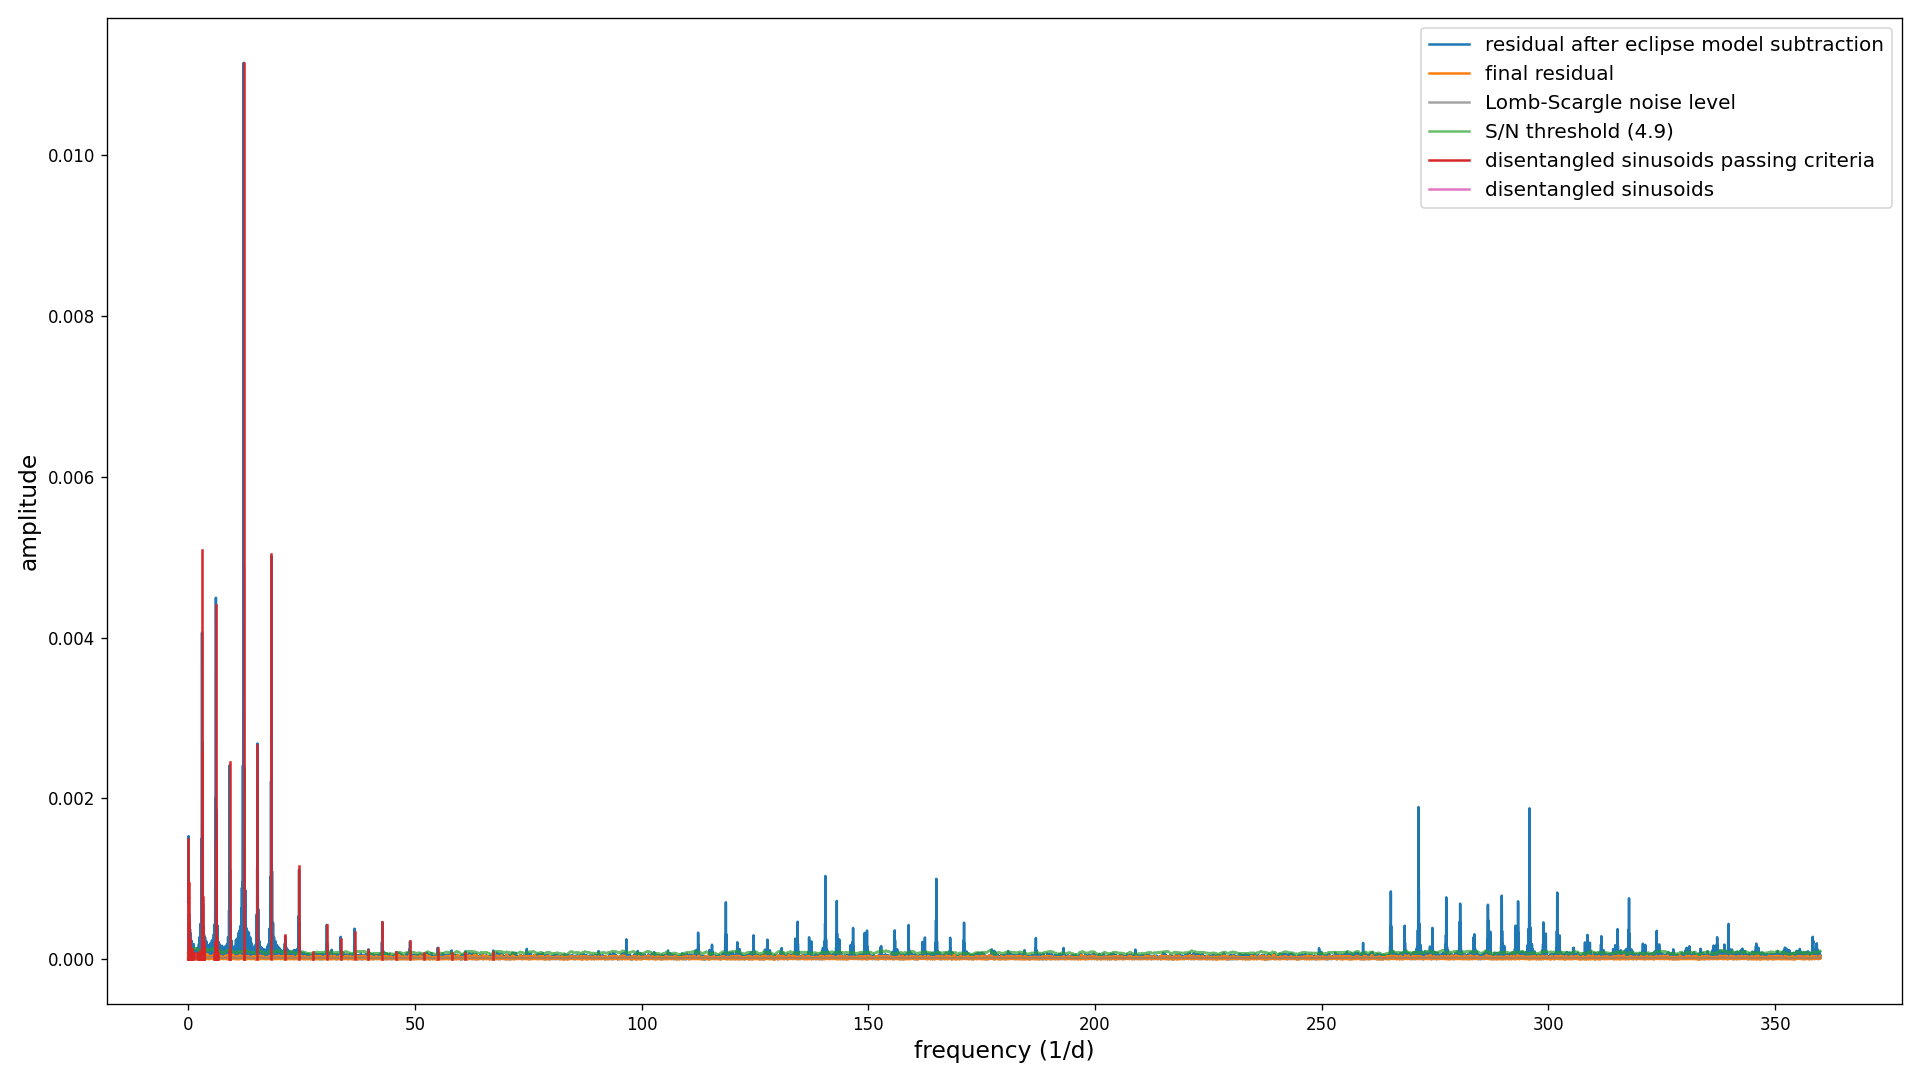 residual after eclipse model subtraction
final residual
Lomb-Scargle noise level
S/N threshold (4.9)
disentangled sinusoids passing criteria
disentangled sinusoids
0.010
0.008
0.006
0.004
0.002
0.000
amplitude
0 50 100 150 200 250 300 350
frequency (1/d)